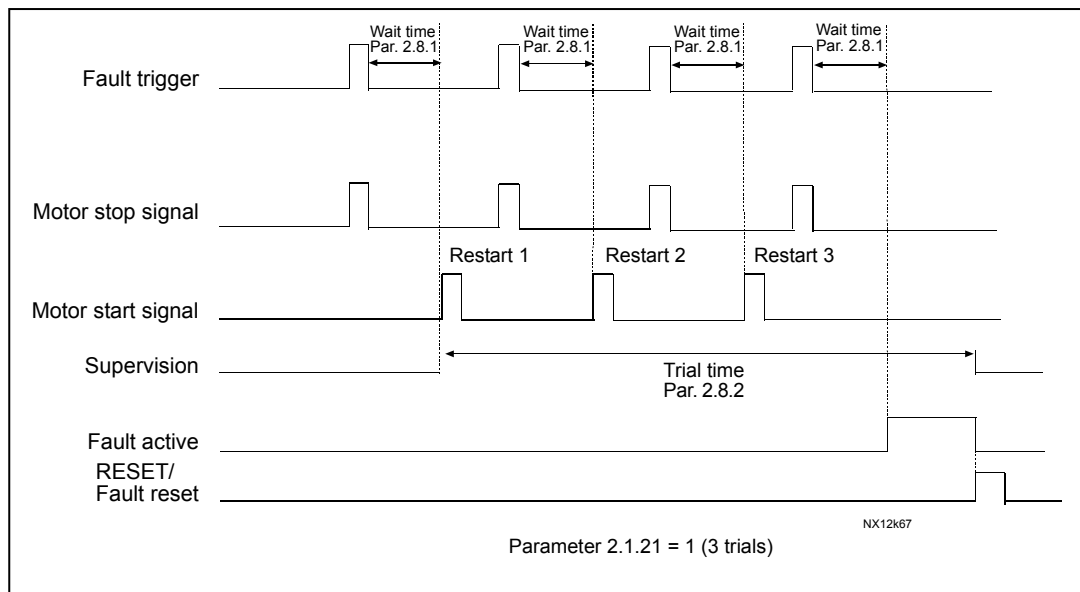 Wait time
Par. 2.8.1
Wait time
Par. 2.8.1
Wait time
Par. 2.8.1
Wait time
Par. 2.8.1
Fault trigger
Motor stop signal
Restart 1
Restart 2
Restart 3
Motor start signal
Supervision
Trial time
Par. 2.8.2
Fault active
RESET/
Fault reset
NX12k67
Parameter 2.1.21 = 1 (3 trials)